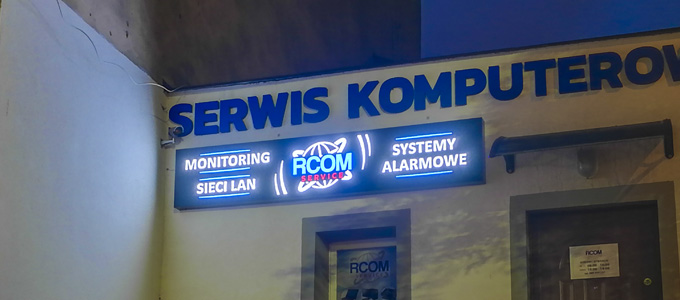 SERWIS KOMPUTEROW
MONITORING
SIECI LAN
RCOM
SERVICE
SYSTEMY
ALARMOWE
RCOM
RCOM